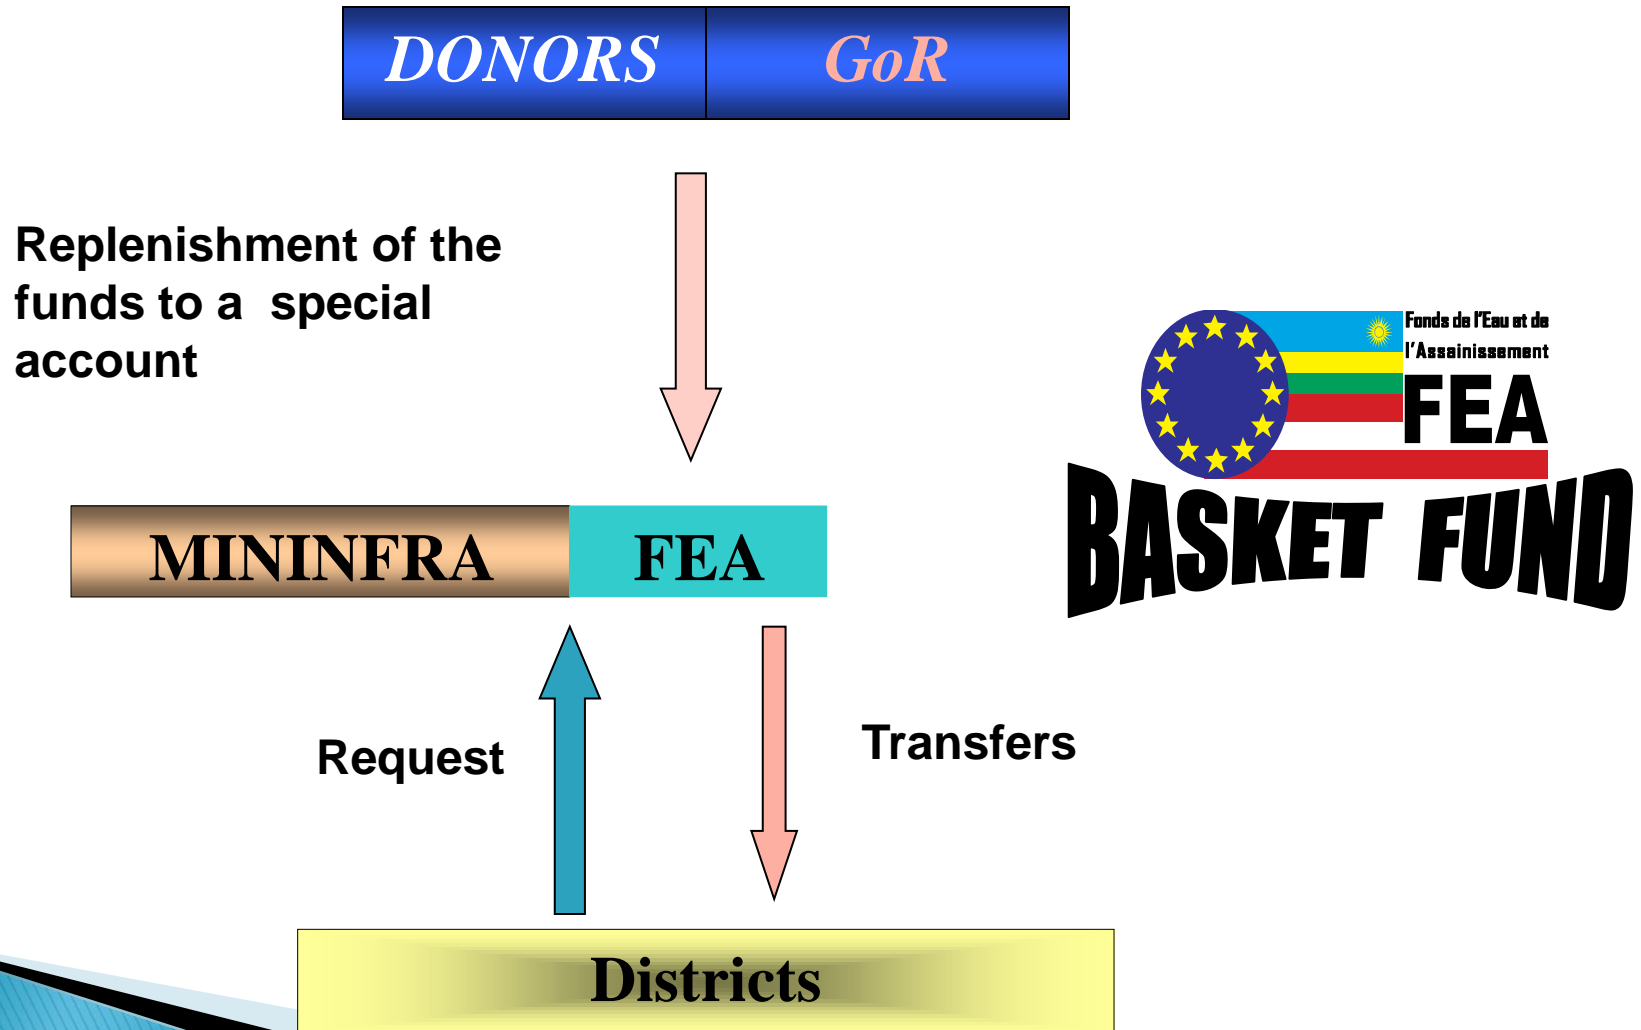 DONORS GoR
Replenishment of the
funds to a special
account
Fonds de l'Eau et de
l'Assainissement
FEA
BASKET FUND
MININFRA FEA
Request
Transfers
Districts